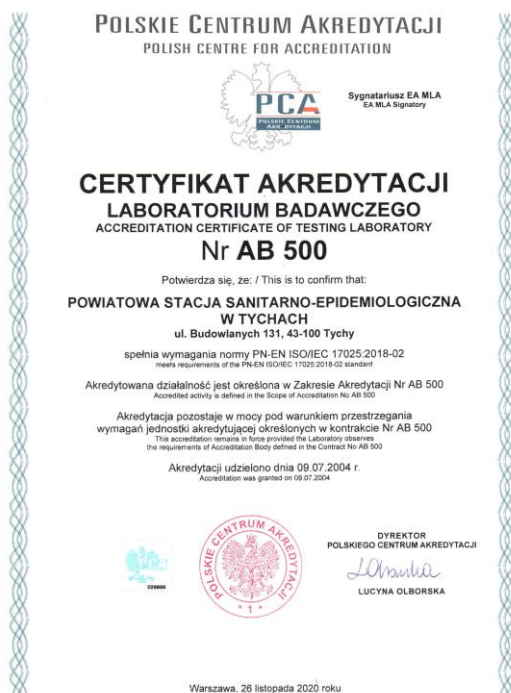 POLSKIE CENTRUM AKREDYTACJI
POLISH CENTRE FOR ACCREDITATION
Sygnatariusz EA MLA
EA MLA Signatory
PCA
POLSKIE CENTRUM
AKREDYTACJI
CERTYFIKAT AKREDYTACJI
LABORATORIUM BADAWCZEGO
ACCREDITATION CERTIFICATE OF TESTING LABORATORY
Nr AB 500
Potwierdza się, że: / This is to confirm that:
POWIATOWA STACJA SANITARNO-EPIDEMIOLOGICZNA
W TYCHACH
ul. Budowlanych 131, 43-100 Tychy
spełnia wymagania normy PN-EN ISO/IEC 17025:2018-02
meets requirements of the PN-EN ISO/IEC 17025:2018-02 standard
Akredytowana działalność jest określona w Zakresie Akredytacji Nr AB 500
Accredited activity is defined in the Scope of Accreditation No AB 500
Akredytacja pozostaje w mocy pod warunkiem przestrzegania
wymagań jednostki akredytującej określonych w kontrakcie Nr AB 500
This accreditation remains in force provided the Laboratory observes
the requirements of Accreditation Body defined in the Contract No AB 500
Akredytacji udzielono dnia 09.07.2004 r.
Accreditation was granted on 09.07.2004
POLSKIE CENTRUM AKREDYTACJI
* 1 *
DYREKTOR
POLSKIEGO CENTRUM AKREDYTACJI
LUCYNA OLBORSKA
Warszawa, 26 listopada 2020 roku